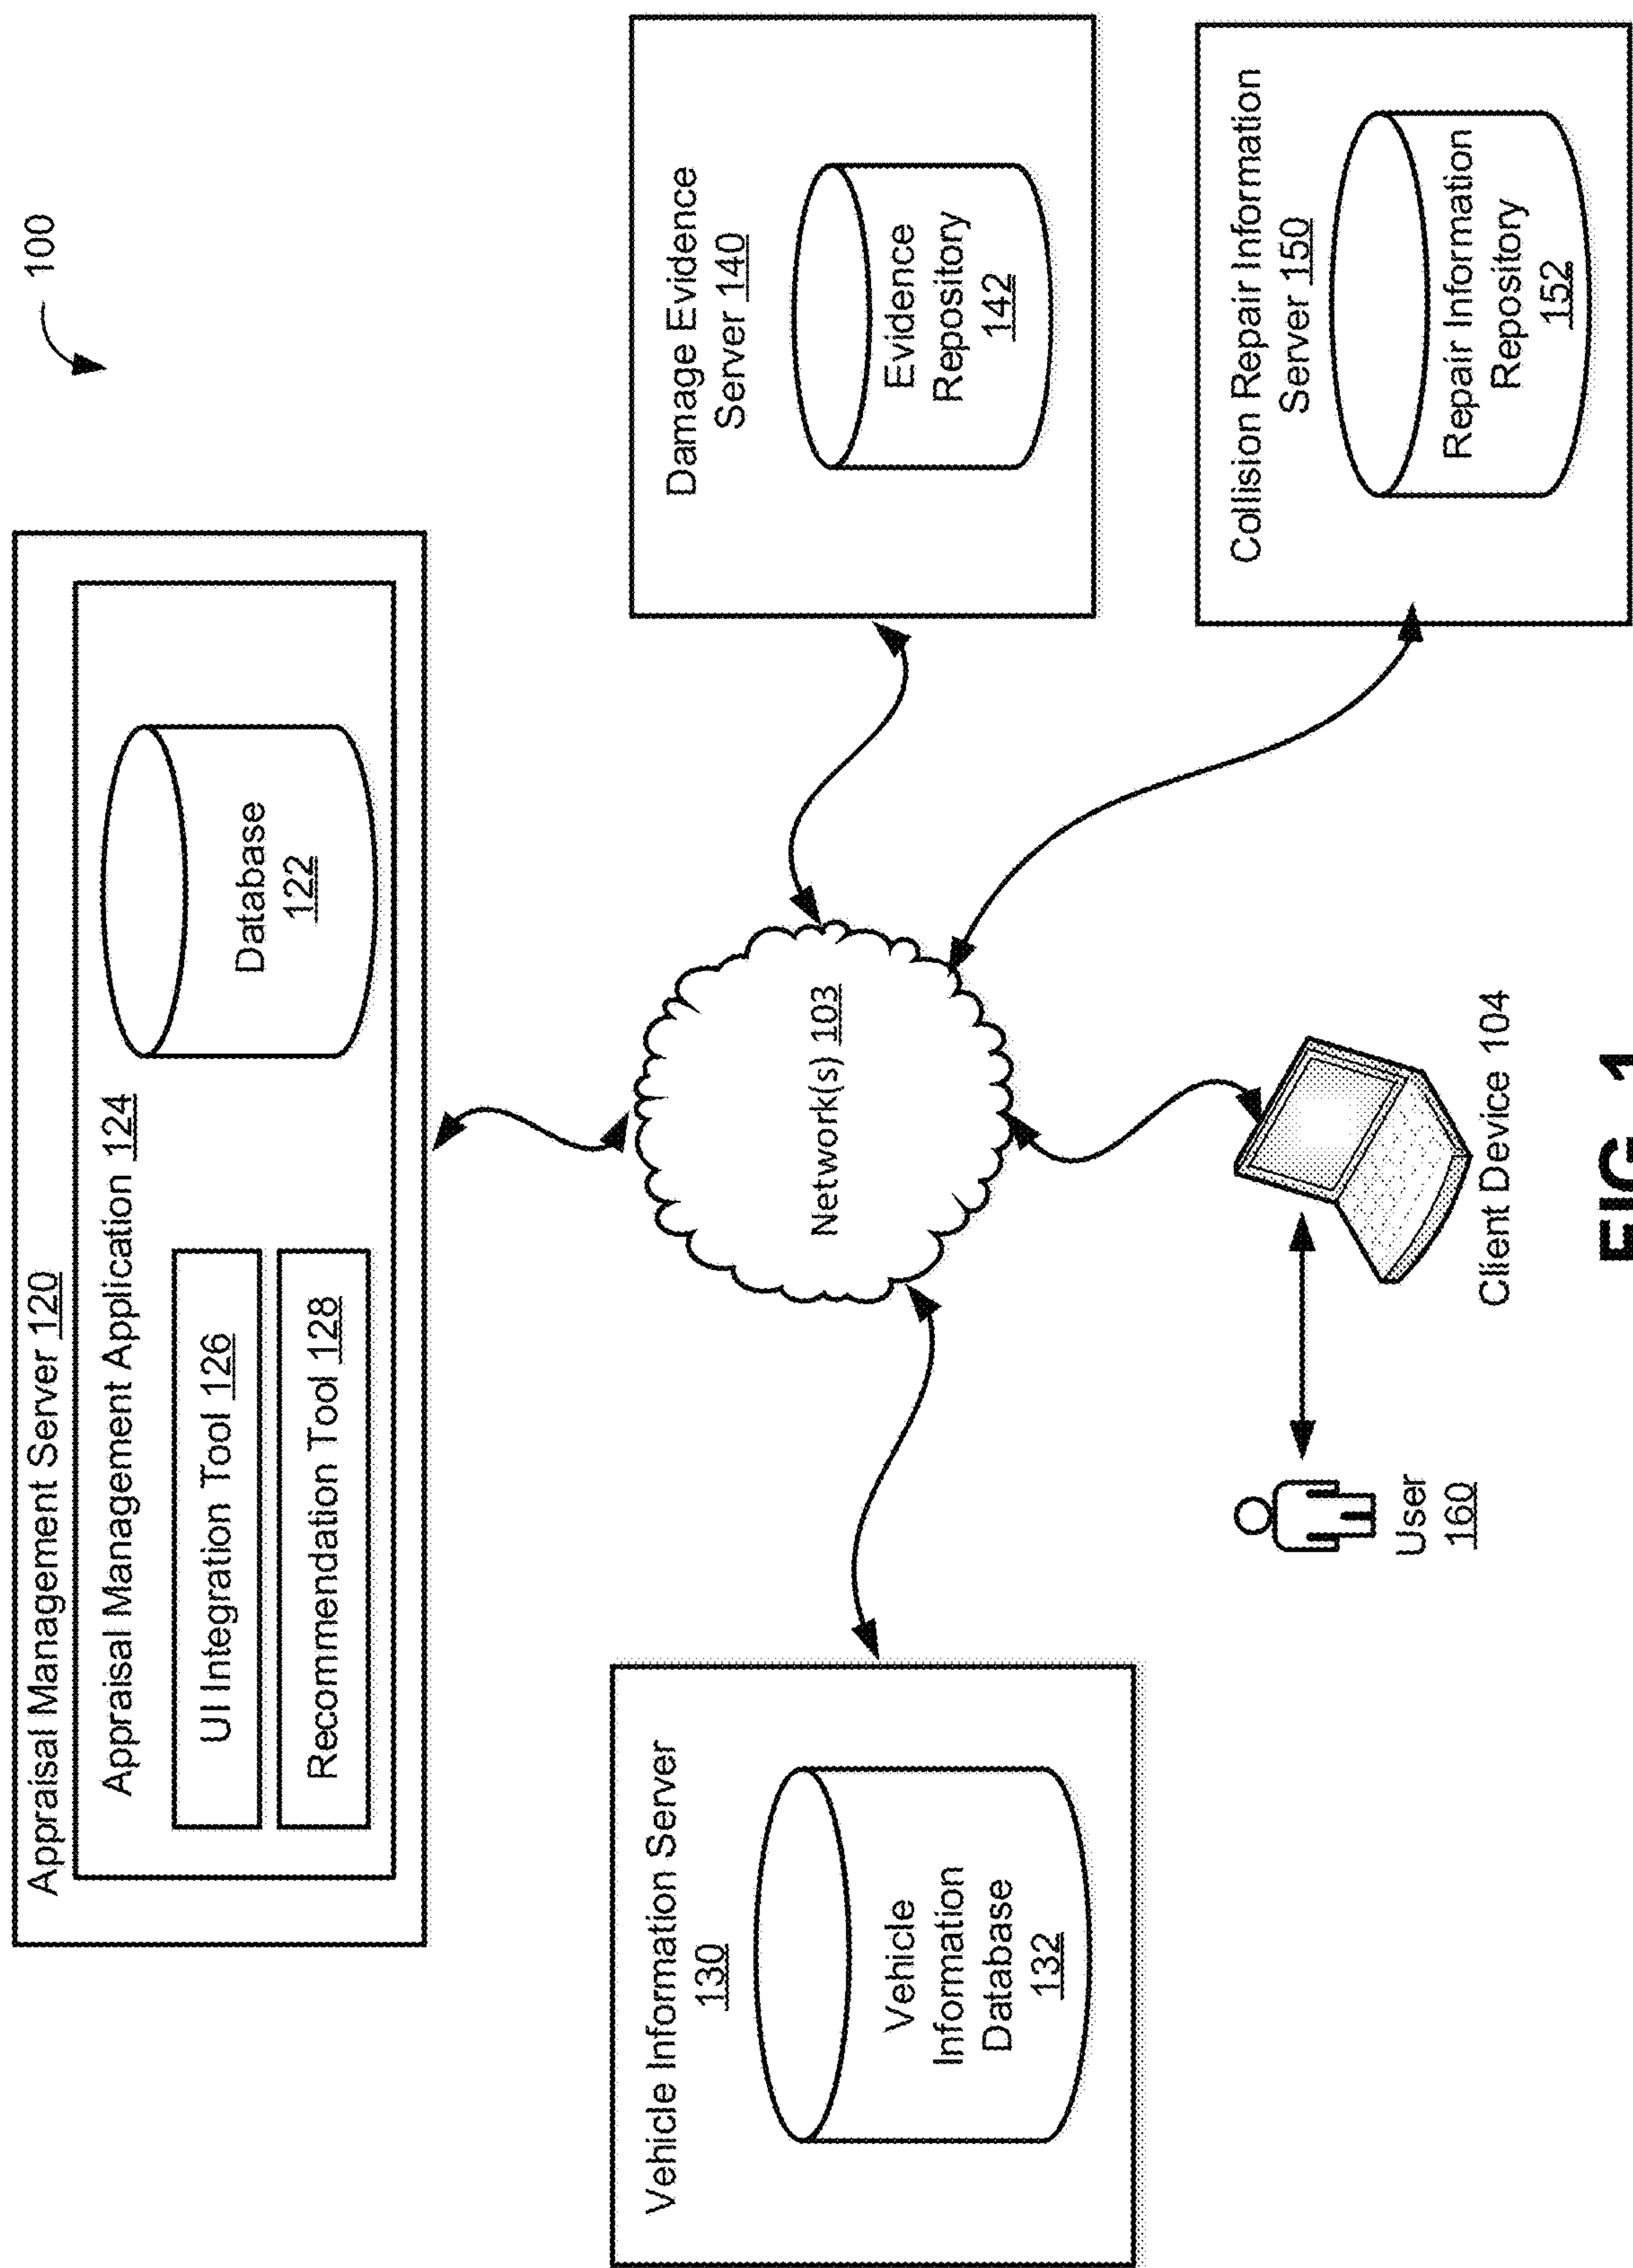 100
Appraisal Management Server 120
Appraisal Management Application 124
UI Integration Tool 126
Recommendation Tool 128
Database
122
Vehicle Information Server
130
Vehicle
Information
Database
132
Network(s) 103
Damage Evidence
Server 140
Evidence
Repository
142
Collision Repair Information
Server 150
Repair Information
Repository
152
User
160
Client Device 104
FIG. 1